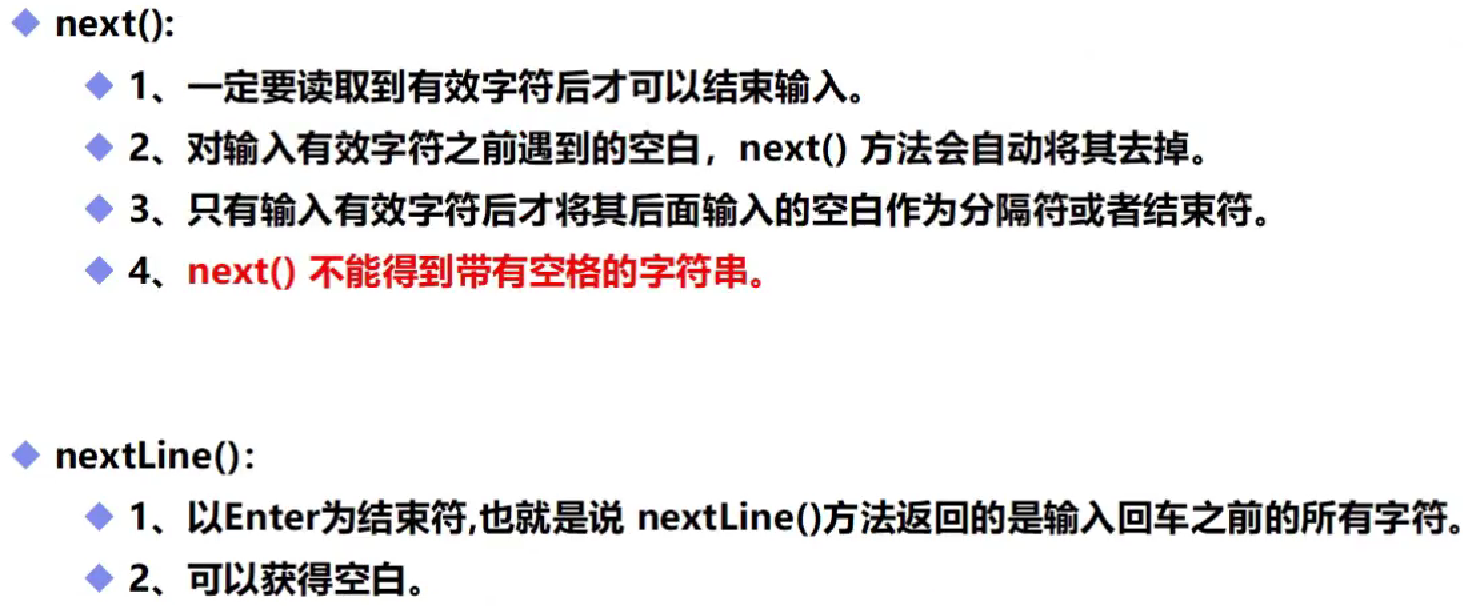 next():
1、一定要读取到有效字符后才可以结束输入。
2、对输入有效字符之前遇到的空白，next() 方法会自动将其去掉。
3、只有输入有效字符后才将其后面输入的空白作为分隔符或者结束符。
4、next() 不能得到带有空格的字符串。
nextLine()：
1、以Enter为结束符,也就是说 nextLine()方法返回的是输入回车之前的所有字符。
2、可以获得空白。